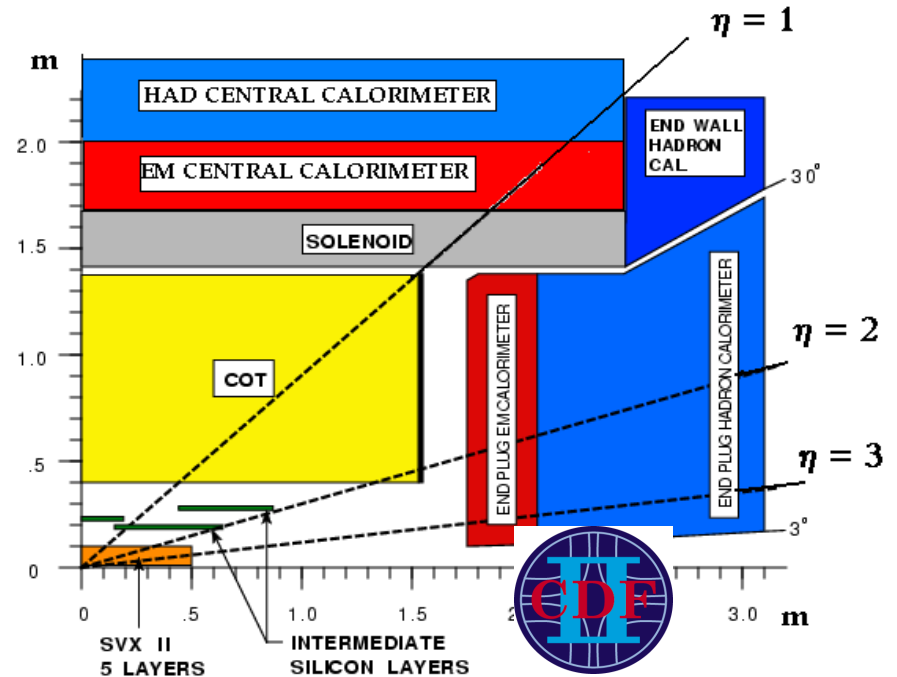 η = 1
m
HAD CENTRAL CALORIMETER
END WALL
HADRON
CAL.
2.0
EM CENTRAL CALORIMETER
30°
SOLENOID
1.5
END PLUG EM CALORIMETER
END PLUG HADRON CALORIMETER
η = 2
1.0
COT
η = 3
.5
3°
0
CDF
II
0
.5
1.0
1.5
2
3.0
m
SVX II
5 LAYERS
INTERMEDIATE
SILICON LAYERS